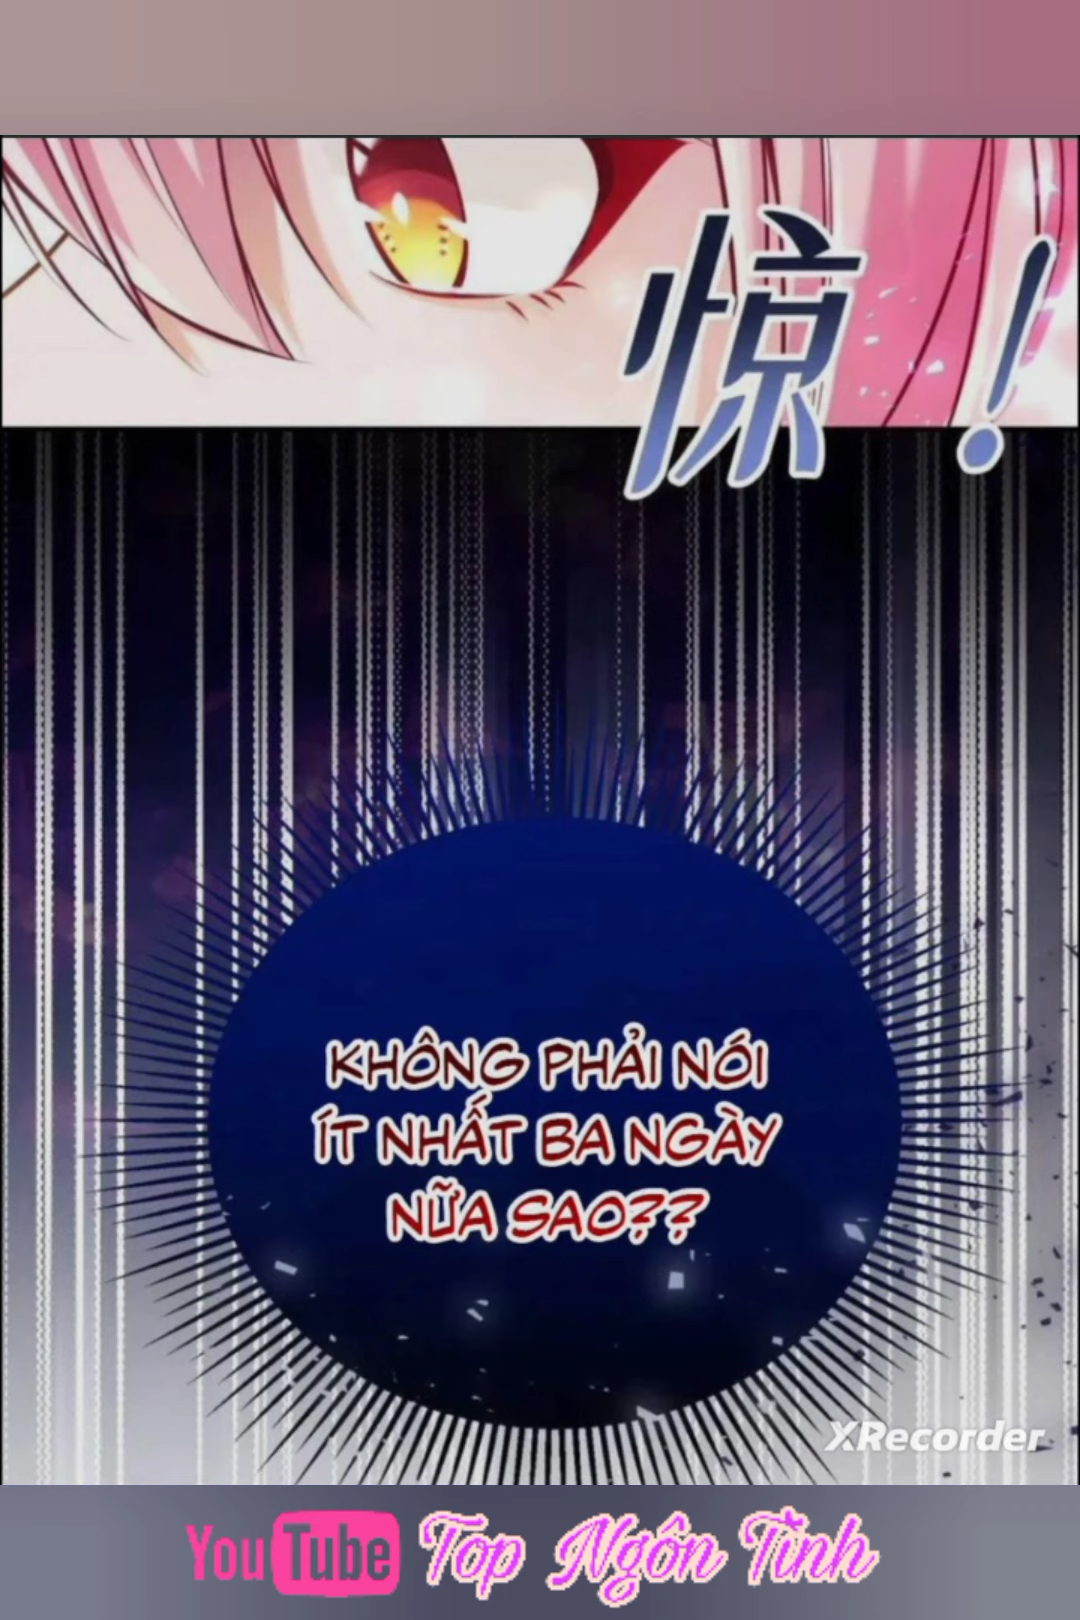 惊！
KHÔNG PHẢI NÓI
ÍT NHẤT BA NGÀY
NỮA SAO??
XRecorder
YouTube Top Ngôn Tình